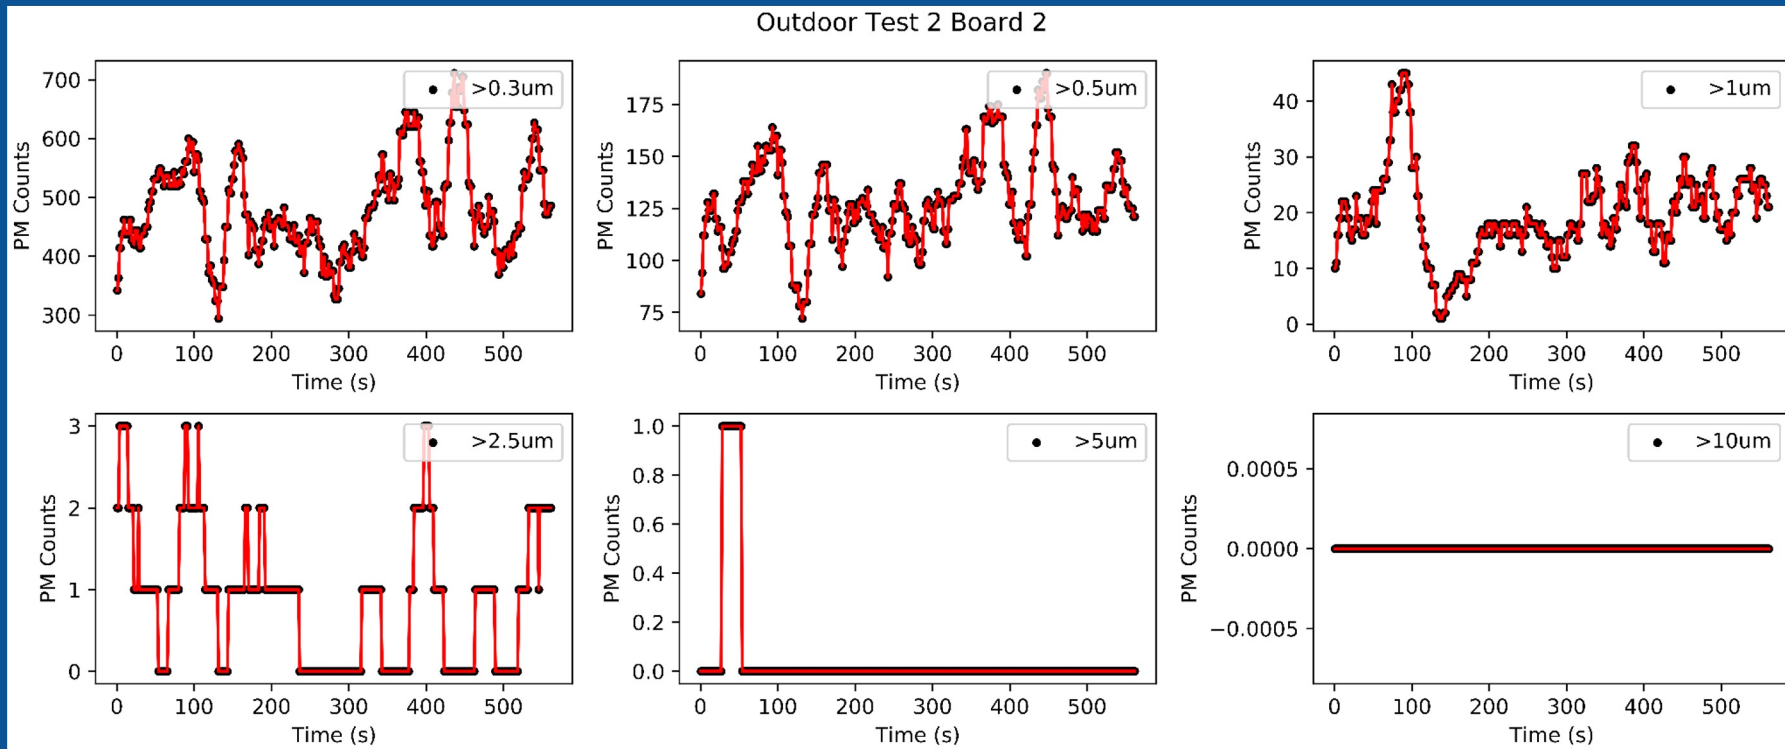 Outdoor Test 2 Board 2
700
600
500
400
300
PM Counts
>0.3um
0 100 200 300 400 500
Time (s)
175
150
125
100
75
PM Counts
>0.5um
0 100 200 300 400 500
Time (s)
40
30
20
10
0
PM Counts
>1um
0 100 200 300 400 500
Time (s)
3
2
1
0
PM Counts
>2.5um
0 100 200 300 400 500
Time (s)
1.0
0.8
0.6
0.4
0.2
0.0
PM Counts
>5um
0 100 200 300 400 500
Time (s)
0.0005
0.0000
−0.0005
PM Counts
>10um
0 100 200 300 400 500
Time (s)